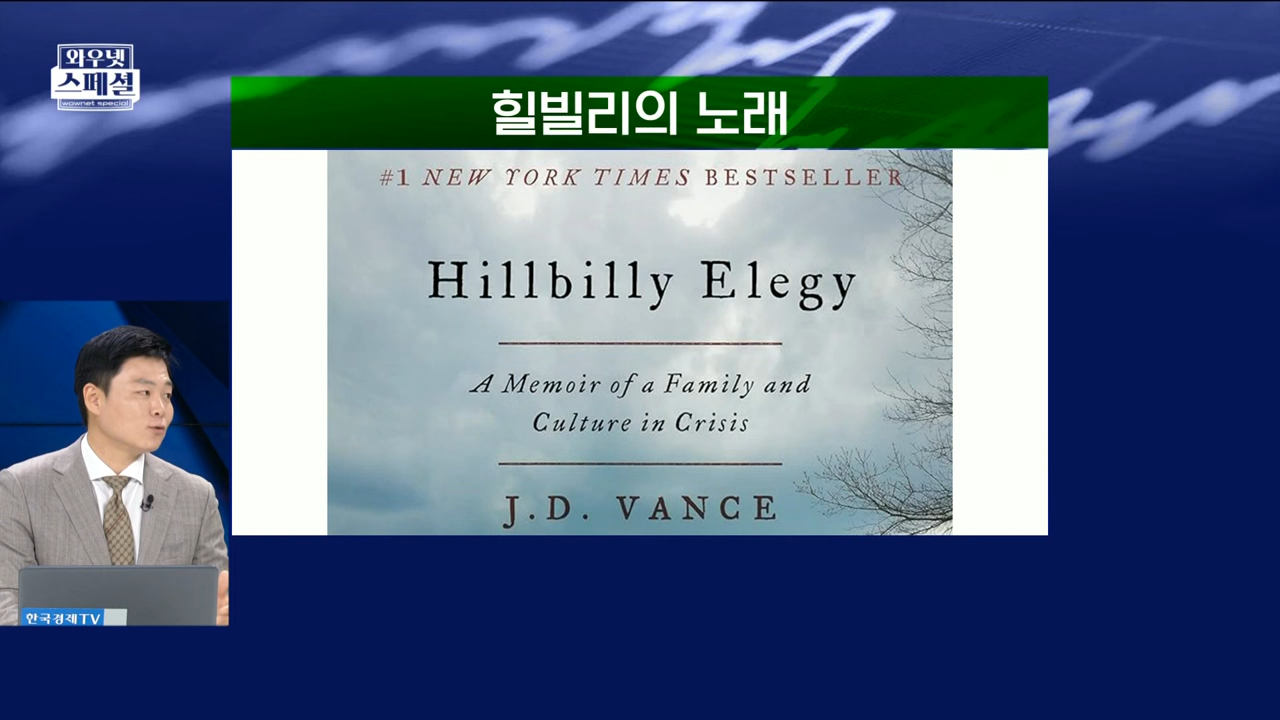 와우넷
스페셜
wownet special
힐빌리의 노래
#1 NEW YORK TIMES BESTSELLER
Hillbilly Elegy
A Memoir of a Family and
Culture in Crisis
J.D. VANCE
한국경제TV